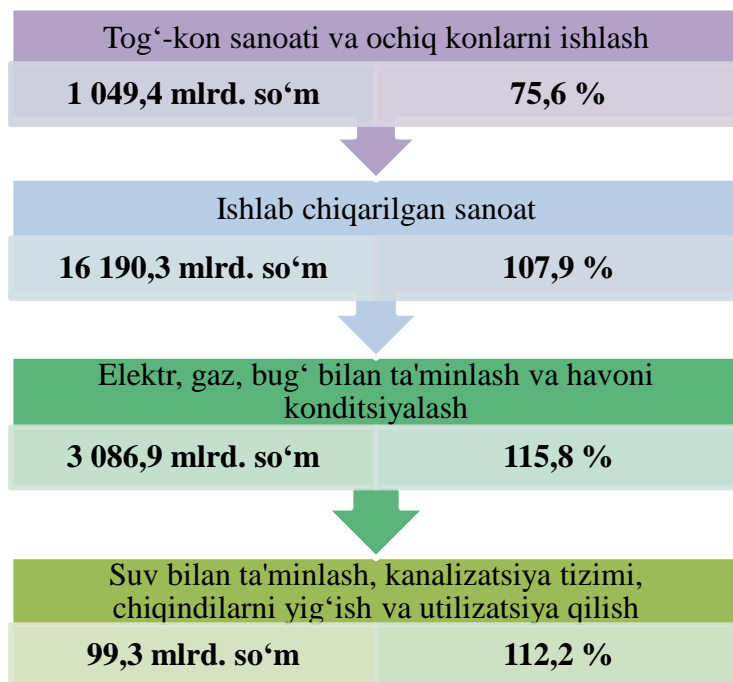 Tog‘-kon sanoati va ochiq konlarni ishlash
1 049,4 mlrd. so‘m 75,6 %
Ishlab chiqarilgan sanoat
16 190,3 mlrd. so‘m 107,9 %
Elektr, gaz, bug‘ bilan ta'minlash va havoni
konditsiyalash
3 086,9 mlrd. so‘m 115,8 %
Suv bilan ta'minlash, kanalizatsiya tizimi,
chiqindilarni yig‘ish va utilizatsiya qilish
99,3 mlrd. so‘m 112,2 %